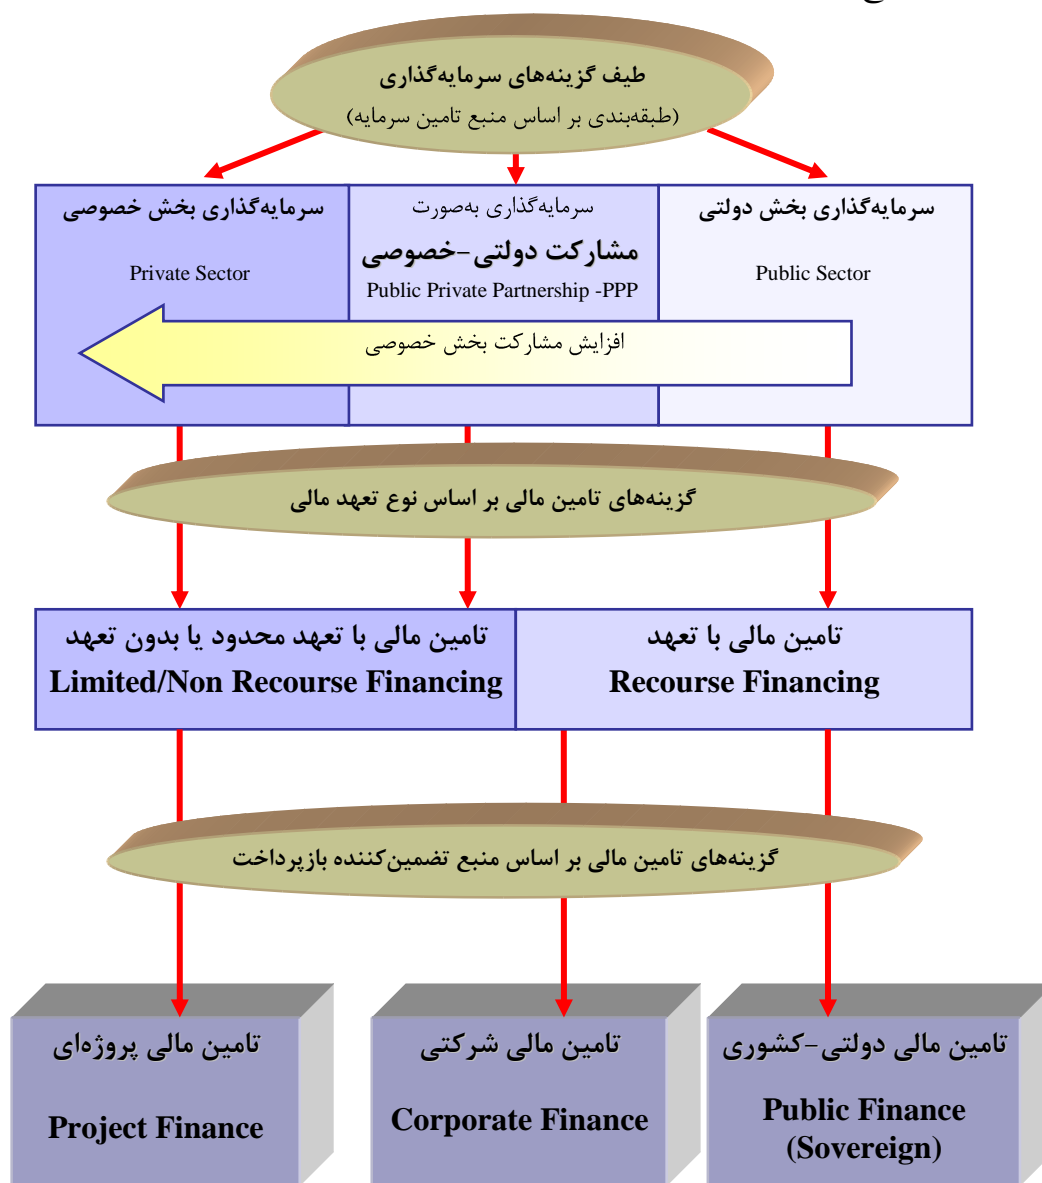 طیف گزینه‌های سرمایه‌گذاری
(طبقه‌بندی بر اساس منبع تامین سرمایه)
سرمایه‌گذاری بخش دولتی
Public Sector
سرمایه‌گذاری به‌صورت
مشارکت دولتی-خصوصی
Public Private Partnership -PPP
سرمایه‌گذاری بخش خصوصی
Private Sector
افزایش مشارکت بخش خصوصی
گزینه‌های تامین مالی بر اساس نوع تعهد مالی
تامین مالی با تعهد
Recourse Financing
تامین مالی با تعهد محدود یا بدون تعهد
Limited/Non Recourse Financing
گزینه‌های تامین مالی بر اساس منبع تضمین‌کننده بازپرداخت
تامین مالی دولتی-کشوری
Public Finance
(Sovereign)
تامین مالی شرکتی
Corporate Finance
تامین مالی پروژه‌ای
Project Finance